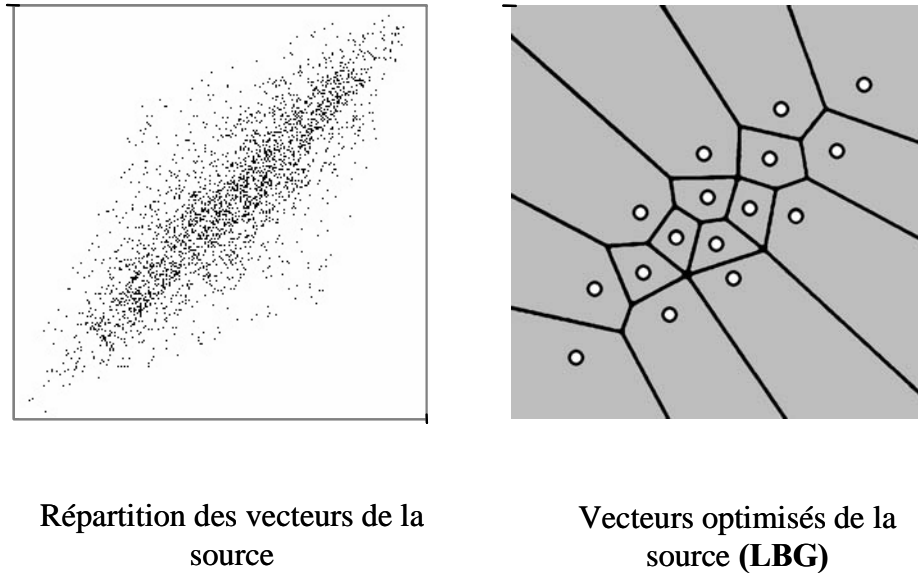 Répartition des vecteurs de la
source
Vecteurs optimisés de la
source (LBG)